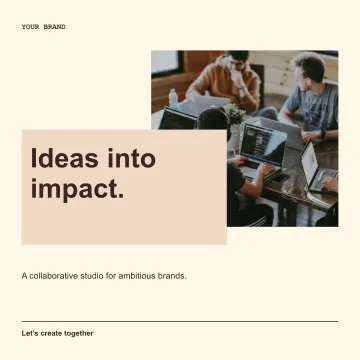 YOUR BRAND
Ideas into
impact.
A collaborative studio for ambitious brands.
Let's create together